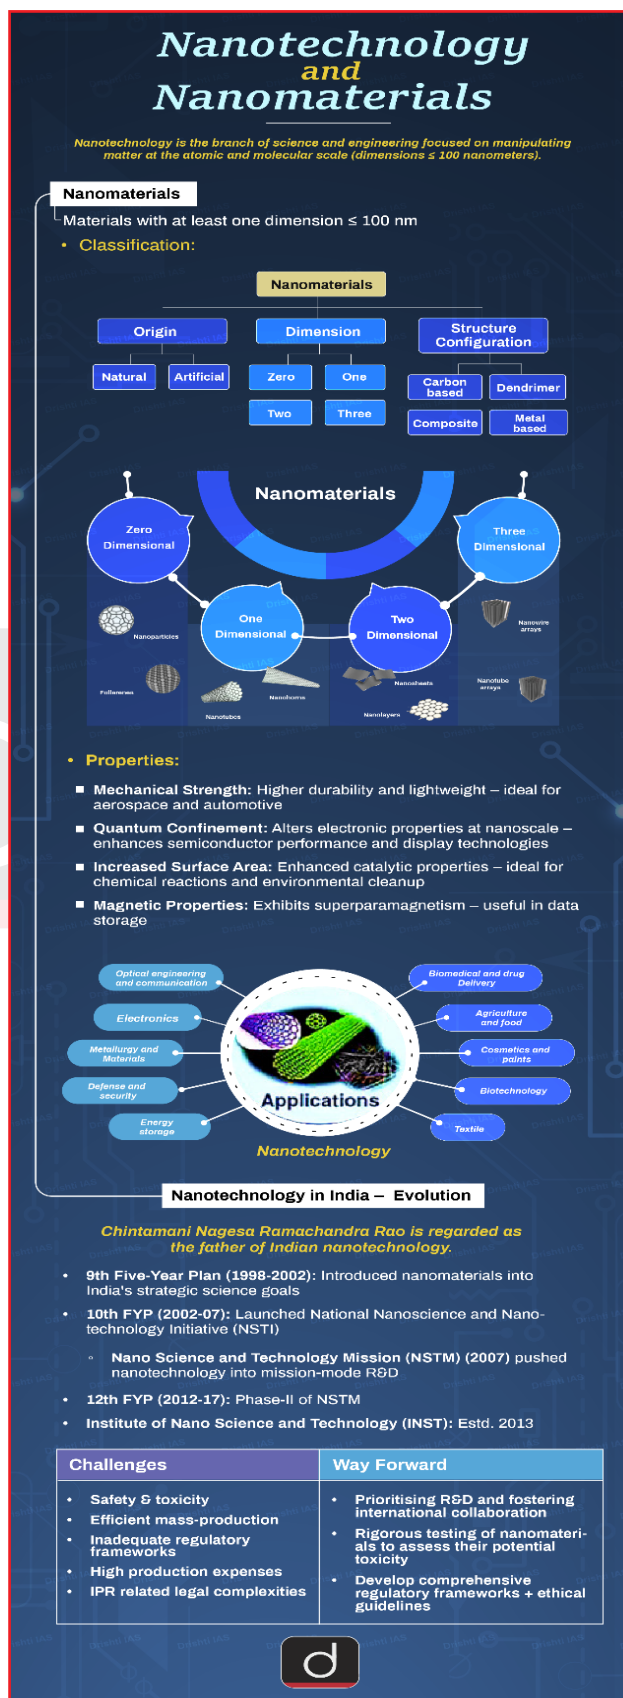 Nanotechnology
and
Nanomaterials
Nanotechnology is the branch of science and engineering focused on manipulating
matter at the atomic and molecular scale (dimensions ≤ 100 nanometers).
Nanomaterials
Materials with at least one dimension ≤ 100 nm
• Classification:
Nanomaterials
Origin
Dimension
Structure
Configuration
Natural
Artificial
Zero
One
Two
Three
Carbon
based
Dendrimer
Composite
Metal
based
Nanomaterials
Zero
Dimensional
Three
Dimensional
One
Dimensional
Two
Dimensional
Nanoparticles
Fullerenes
Nanotubes
Nanohorns
Nanosheets
Nanolayers
Nanowire
arrays
Nanotube
arrays
• Properties:
Mechanical Strength: Higher durability and lightweight – ideal for
aerospace and automotive
Quantum Confinement: Alters electronic properties at nanoscale –
enhances semiconductor performance and display technologies
Increased Surface Area: Enhanced catalytic properties – ideal for
chemical reactions and environmental cleanup
Magnetic Properties: Exhibits superparamagnetism – useful in data
storage
Optical engineering
and communication
Electronics
Metallurgy and
Materials
Defense and
security
Energy
storage
Biomedical and drug
Delivery
Agriculture
and food
Cosmetics and
paints
Biotechnology
Textile
Applications
Nanotechnology
Nanotechnology in India – Evolution
Chintamani Nagesa Ramachandra Rao is regarded as
the father of Indian nanotechnology.
• 9th Five-Year Plan (1998-2002): Introduced nanomaterials into
India's strategic science goals
• 10th FYP (2002-07): Launched National Nanoscience and Nano-
technology Initiative (NSTI)
◦ Nano Science and Technology Mission (NSTM) (2007) pushed
nanotechnology into mission-mode R&D
• 12th FYP (2012-17): Phase-II of NSTM
• Institute of Nano Science and Technology (INST): Estd. 2013
Challenges
• Safety & toxicity
• Efficient mass-production
• Inadequate regulatory
frameworks
• High production expenses
• IPR related legal complexities
Way Forward
• Prioritising R&D and fostering
international collaboration
• Rigorous testing of nanomateri-
als to assess their potential
toxicity
• Develop comprehensive
regulatory frameworks + ethical
guidelines
d